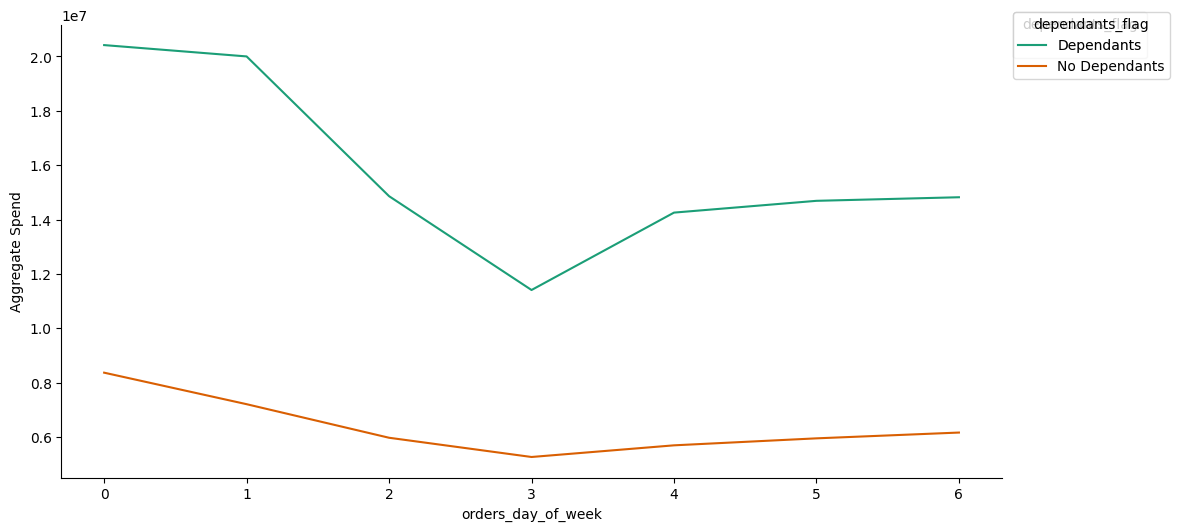 1e7
dependants_flag
Dependants
No Dependants
2.0
1.8
1.6
1.4
1.2
1.0
0.8
0.6
Aggregate Spend
0 1 2 3 4 5 6
orders_day_of_week